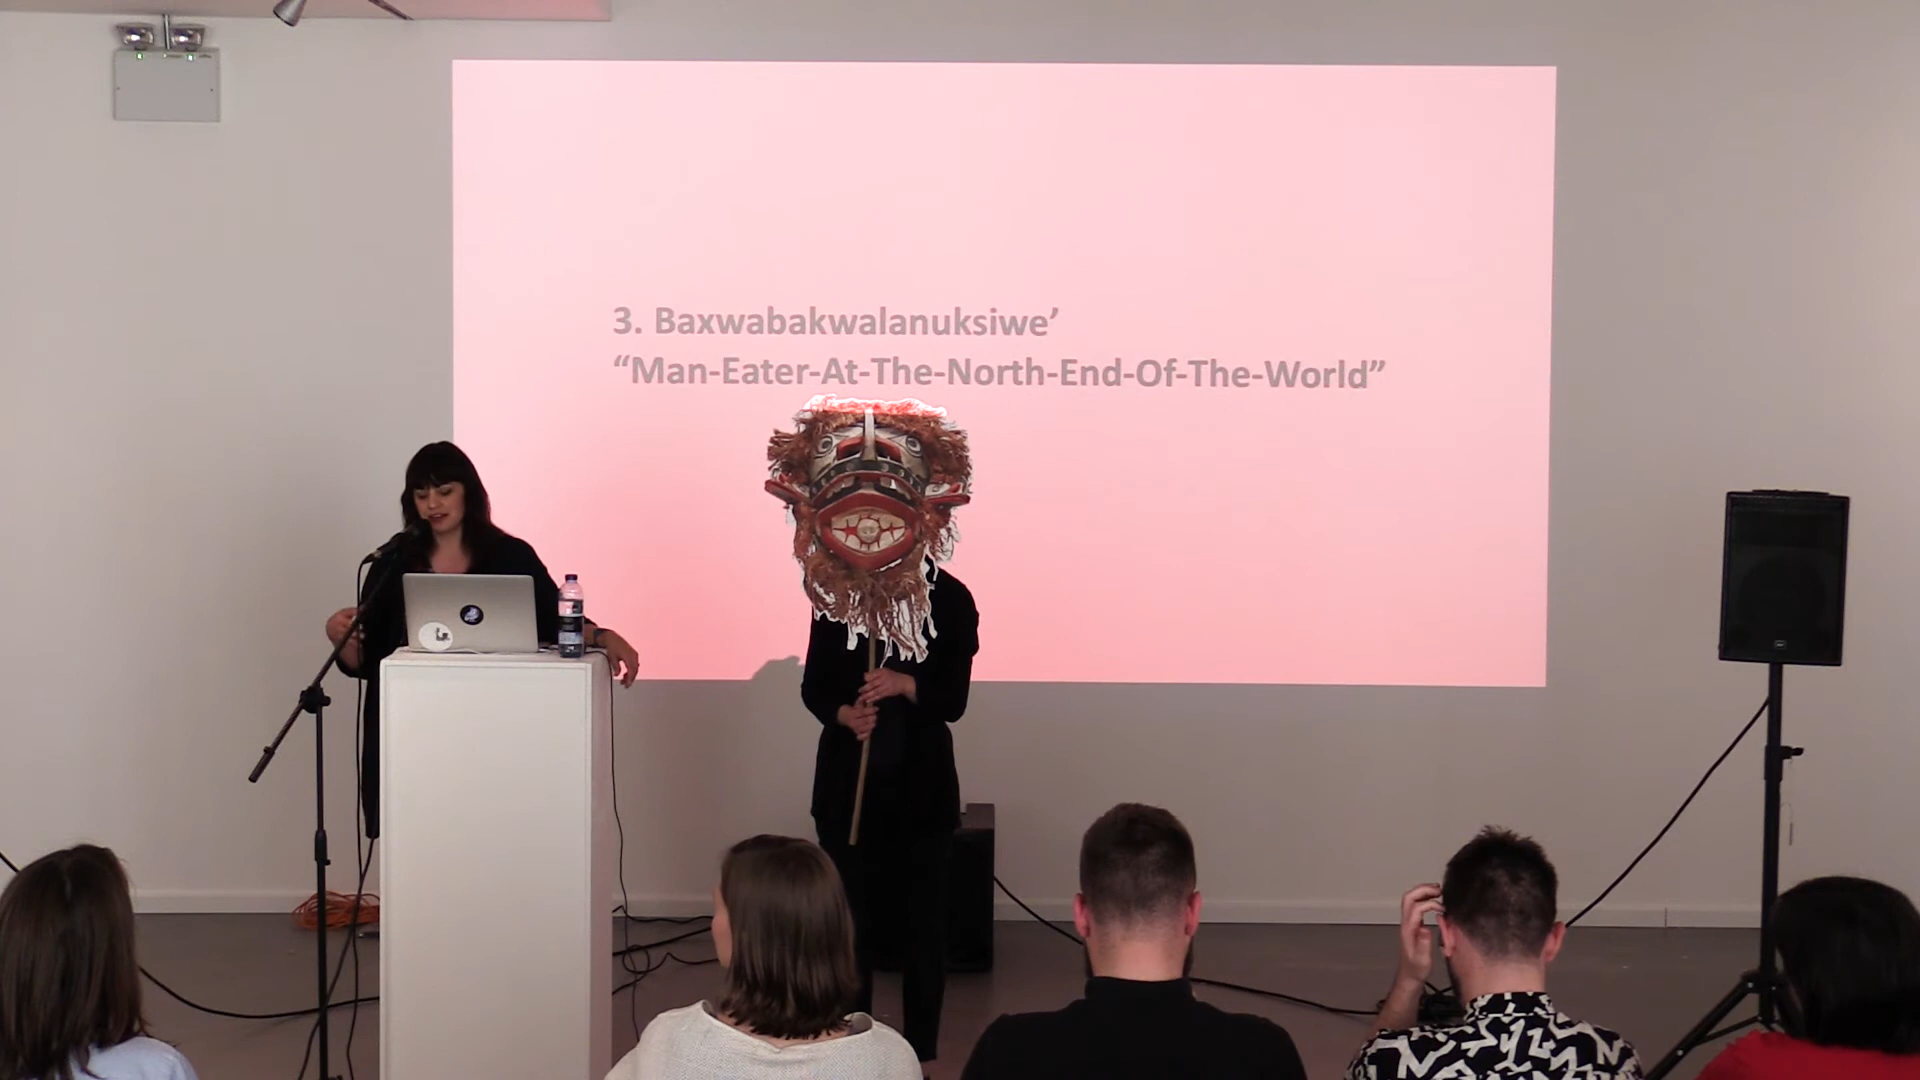 3. Baxwabakwalanuksiwe’
“Man-Eater-At-The-North-End-Of-The-World”